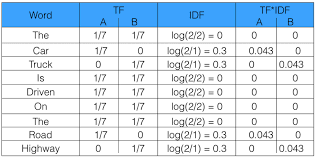 Word TF IDF TF*IDF
A B A B
The 1/7 1/7 log(2/2) = 0 0 0
Car 1/7 0 log(2/1) = 0.3 0.043 0
Truck 0 1/7 log(2/1) = 0.3 0 0.043
Is 1/7 1/7 log(2/2) = 0 0 0
Driven 1/7 1/7 log(2/2) = 0 0 0
On 1/7 1/7 log(2/2) = 0 0 0
The 1/7 1/7 log(2/2) = 0 0 0
Road 1/7 0 log(2/1) = 0.3 0.043 0
Highway 0 1/7 log(2/1) = 0.3 0 0.043